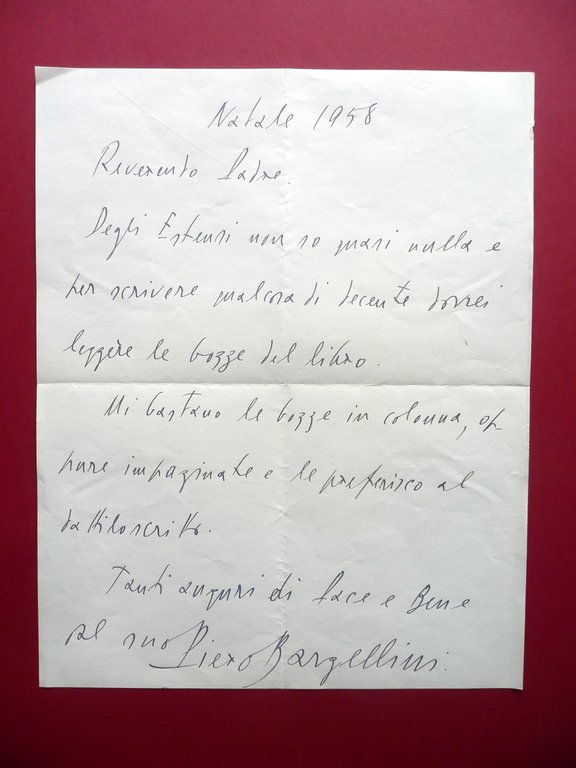 Natale 1958
Reverendo Padre.
Degli Estensi non so quasi nulla e
per scrivere qualcosa di decente dovrei
leggere le bozze del libro.
Mi bastano le bozze in colonna, op-
pure impaginate e le preferisco al
dattiloscritto.
Tanti auguri di Pace e Bene
dal suo Piero Bargellini.